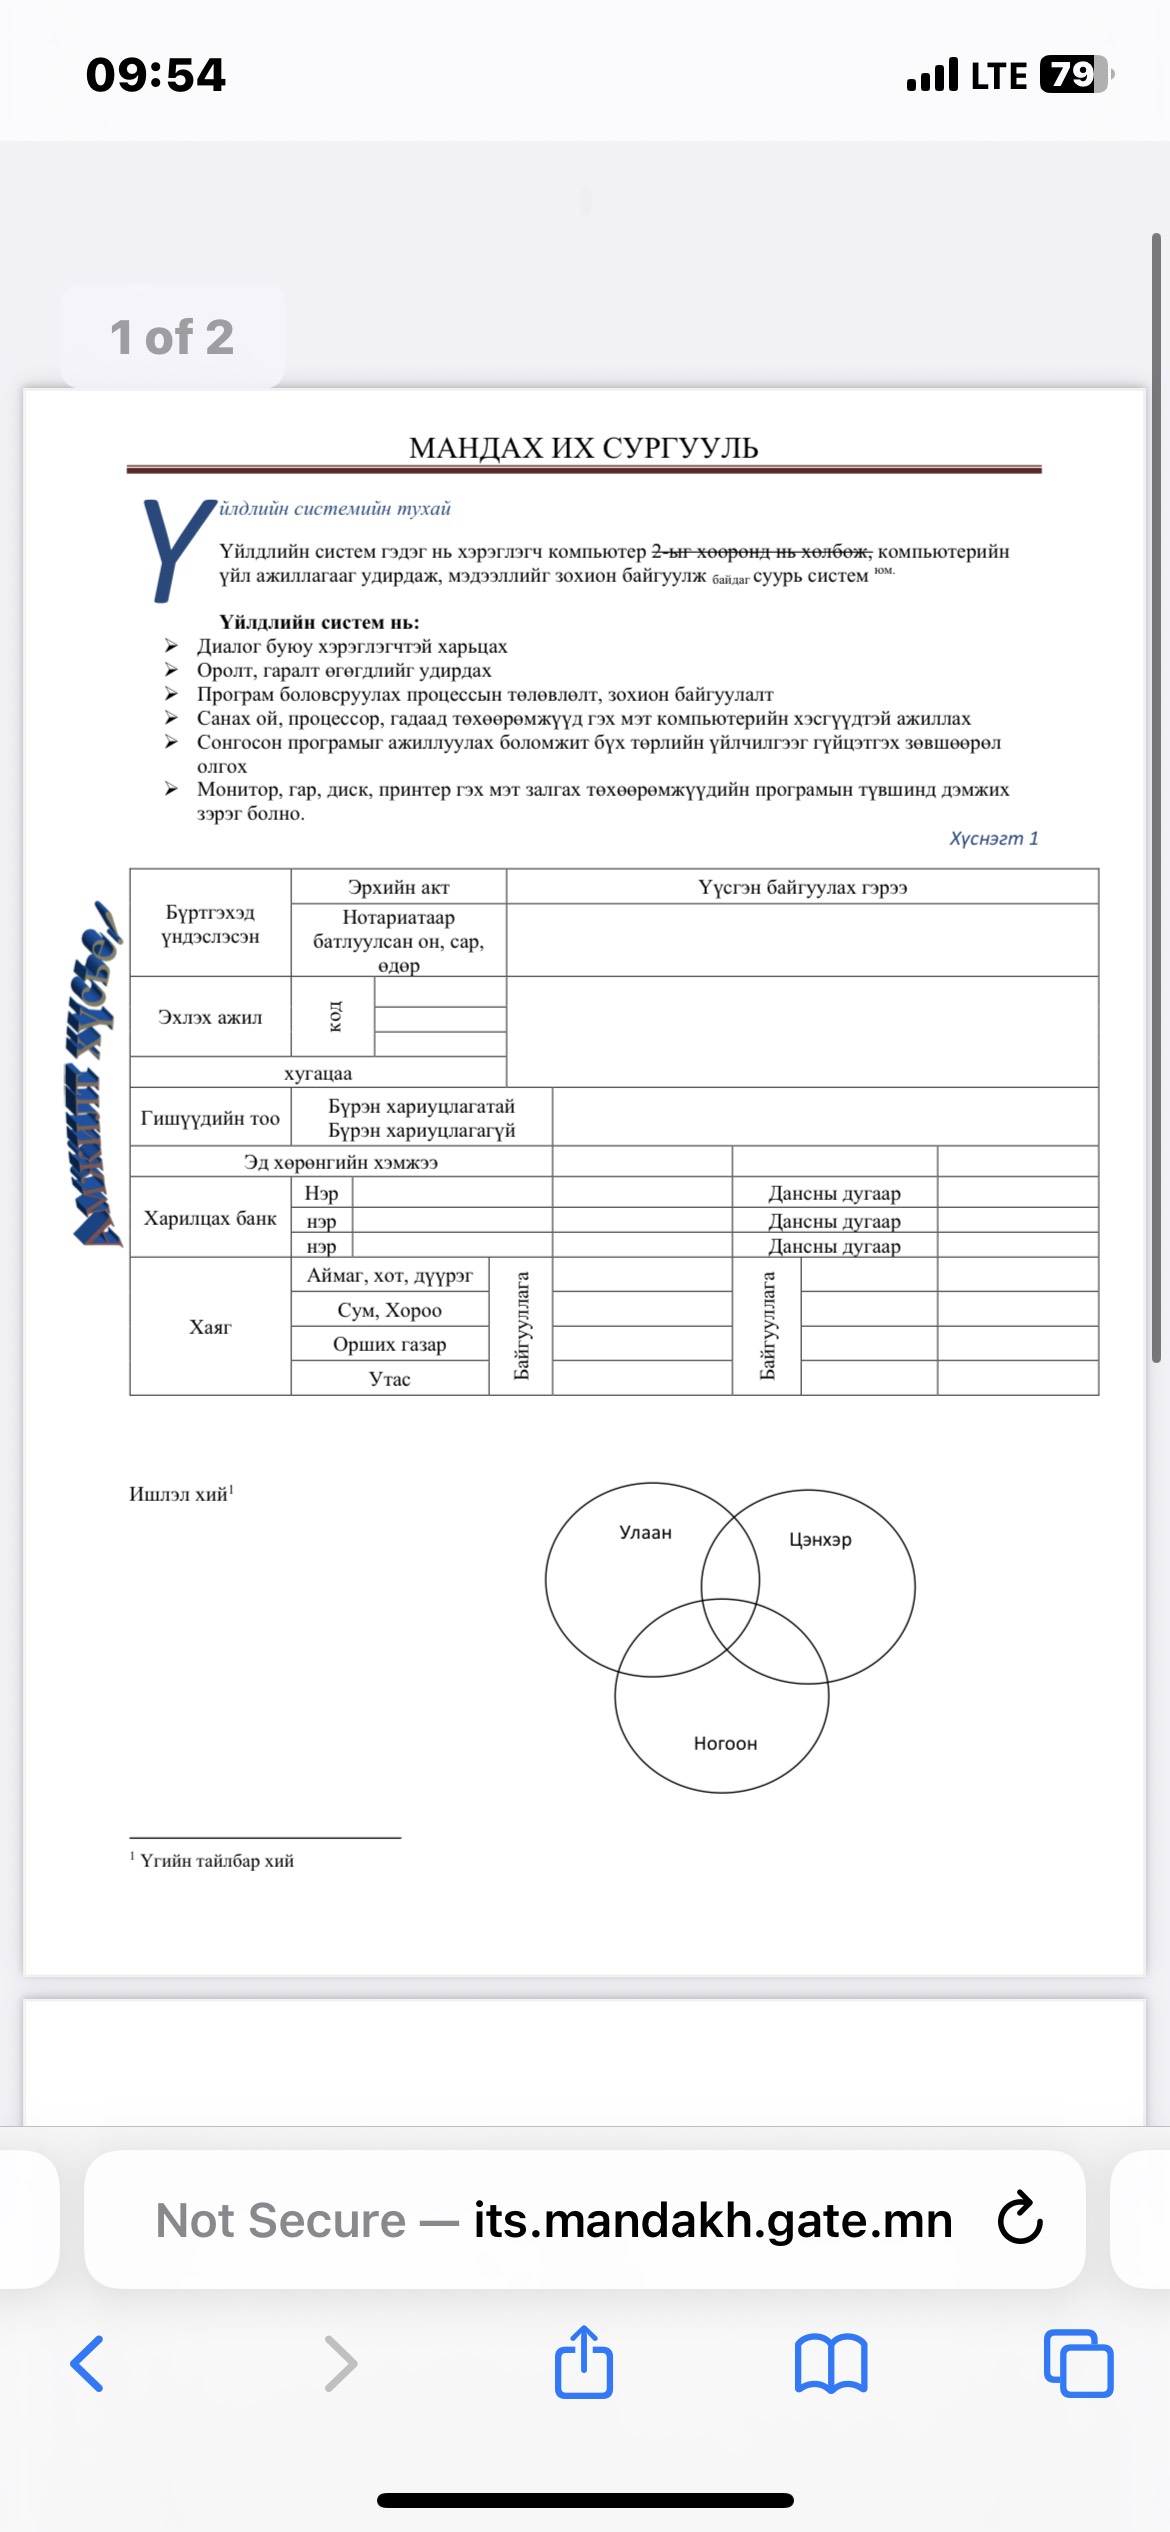 09:54
LTE 79
1 of 2
МАНДАХ ИХ СУРГУУЛЬ
Үйлдлийн системийн тухай
Үйлдлийн систем гэдэг нь хэрэглэгч компьютер 2-ыг хооронд нь холбож, компьютерийн
үйл ажиллагааг удирдаж, мэдээллийг зохион байгуулж байдаг суурь систем юм.
Үйлдлийн систем нь:
➢ Диалог буюу хэрэглэгчтэй харьцах
➢ Оролт, гаралт өгөгдлийг удирдах
➢ Програм боловсруулах процессын төлөвлөлт, зохион байгуулалт
➢ Санах ой, процессор, гадаад төхөөрөмжүүд гэх мэт компьютерийн хэсгүүдтэй ажиллах
➢ Сонгосон програмыг ажиллуулах боломжит бүх төрлийн үйлчилгээг гүйцэтгэх зөвшөөрөл
олгох
➢ Монитор, гар, диск, принтер гэх мэт залгах төхөөрөмжүүдийн програмын түвшинд дэмжих
зэрэг болно.
Хүснэгт 1
Амжилт хүсье!
Бүртгэхэд
үндэслэсэн
Эрхийн акт
Үүсгэн байгуулах гэрээ
Нотариатаар
батлуулсан он, сар,
өдөр
Эхлэх ажил
код
хугацаа
Гишүүдийн тоо
Бүрэн хариуцлагатай
Бүрэн хариуцлагагүй
Эд хөрөнгийн хэмжээ
Харилцах банк
Нэр
Дансны дугаар
нэр
Дансны дугаар
нэр
Дансны дугаар
Хаяг
Аймаг, хот, дүүрэг
Байгууллага
Байгууллага
Сум, Хороо
Орших газар
Утас
Ишлэл хий¹
Улаан
Цэнхэр
Ногоон
¹ Үгийн тайлбар хий
Not Secure — its.mandakh.gate.mn